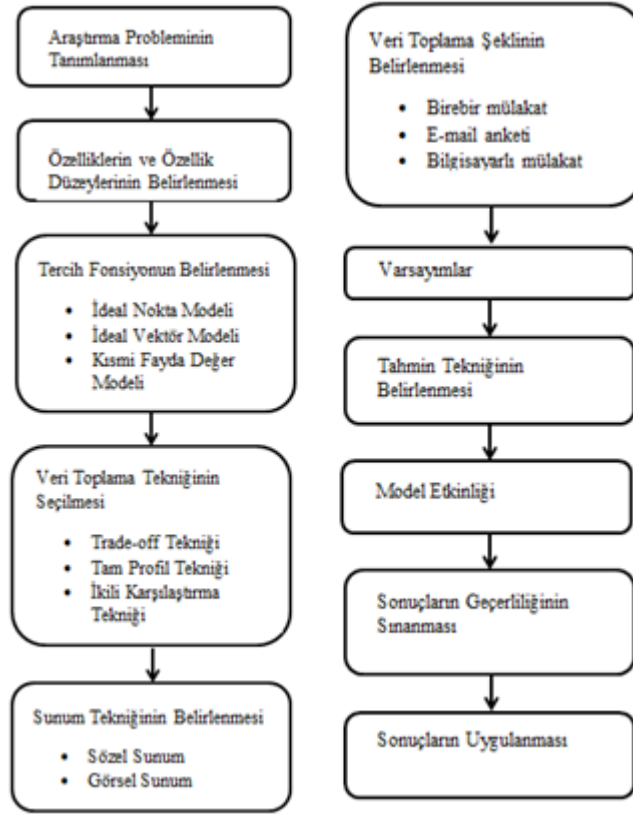 Araştırma Probleminin
Tanımlanması
Özelliklerin ve Özellik
Düzeylerinin Belirlenmesi
Tercih Fonsiyonun Belirlenmesi
• İdeal Nokta Modeli
• İdeal Vektör Modeli
• Kısmi Fayda Değer
Modeli
Veri Toplama Tekniğinin
Seçilmesi
• Trade-off Tekniği
• Tam Profil Tekniği
• İkili Karşılaştırma
Tekniği
Sunum Tekniğinin Belirlenmesi
• Sözel Sunum
• Görsel Sunum
Veri Toplama Şeklinin
Belirlenmesi
• Birebir mülakat
• E-mail anketi
• Bilgisayarlı mülakat
Varsayımlar
Tahmin Tekniğinin
Belirlenmesi
Model Etkinliği
Sonuçların Geçerliliğinin
Sınanması
Sonuçların Uygulanması